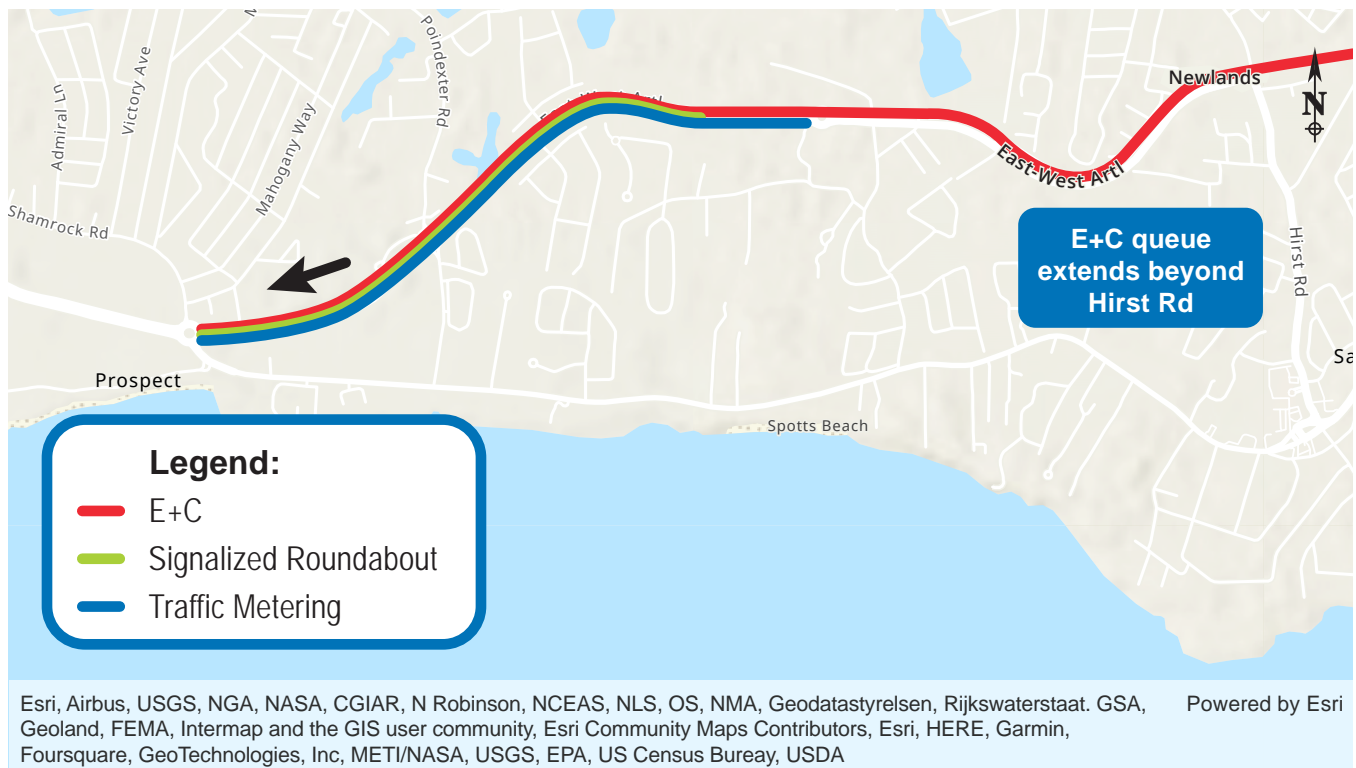 Poindexter Rd
Victory Ave
Admiral Ln
Mahogany Way
Shamrock Rd
Newlands
N
East-West Artl
Hirst Rd
E+C queue
extends beyond
Hirst Rd
Prospect
Spotts Beach
Legend:
E+C
Signalized Roundabout
Traffic Metering
Esri, Airbus, USGS, NGA, NASA, CGIAR, N Robinson, NCEAS, NLS, OS, NMA, Geodatastyrelsen, Rijkswaterstaat. GSA,
Geoland, FEMA, Intermap and the GIS user community, Esri Community Maps Contributors, Esri, HERE, Garmin,
Foursquare, GeoTechnologies, Inc, METI/NASA, USGS, EPA, US Census Bureay, USDA
Powered by Esri